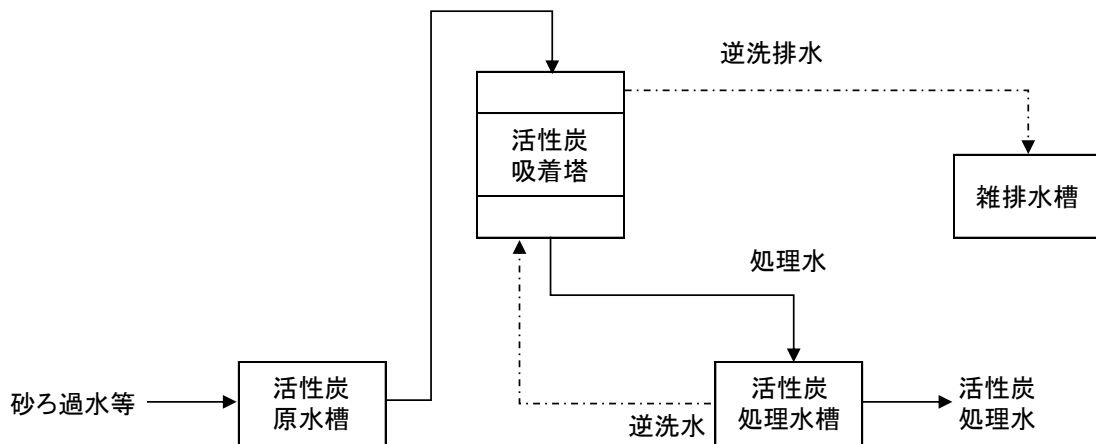 逆洗排水
活性炭
吸着塔
雑排水槽
処理水
砂ろ過水等
活性炭
原水槽
逆洗水
活性炭
処理水槽
活性炭
処理水